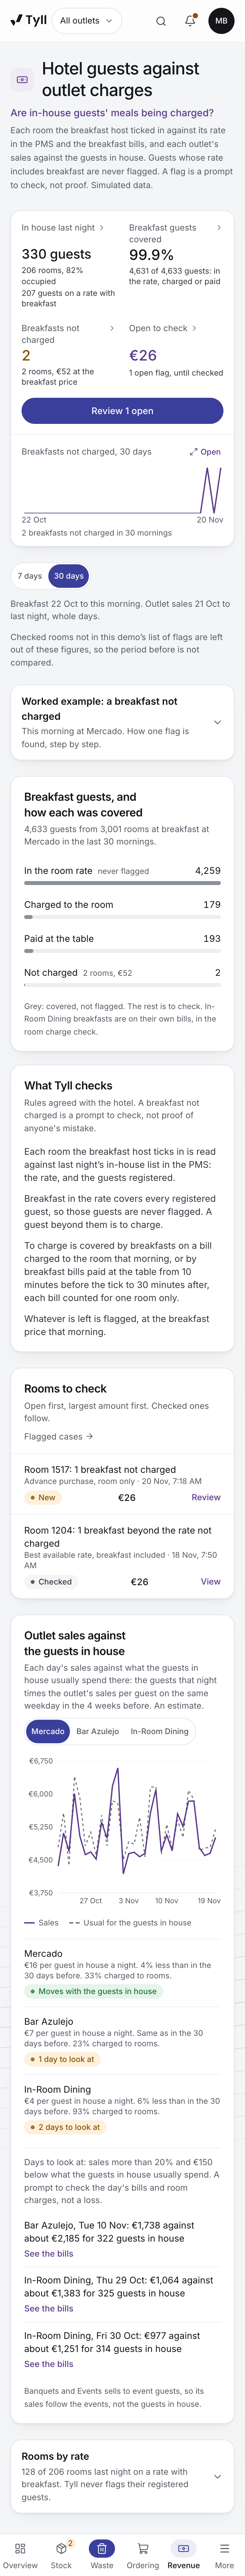 Tyll
All outlets
MB
Hotel guests against
outlet charges
Are in-house guests' meals being charged?
Each room the breakfast host ticked in against its rate
in the PMS and the breakfast bills, and each outlet's
sales against the guests in house. Guests whose rate
includes breakfast are never flagged. A flag is a prompt
to check, not proof. Simulated data.
In house last night
330 guests
206 rooms, 82%
occupied
207 guests on a rate with
breakfast
Breakfast guests
covered
99.9%
4,631 of 4,633 guests: in
the rate, charged or paid
Breakfasts not
charged
2
2 rooms, €52 at the
breakfast price
Open to check
€26
1 open flag, until checked
Review 1 open
Breakfasts not charged, 30 days
Open
22 Oct
20 Nov
2 breakfasts not charged in 30 mornings
7 days
30 days
Breakfast 22 Oct to this morning. Outlet sales 21 Oct to
last night, whole days.
Checked rooms not in this demo's list of flags are left
out of these figures, so the period before is not
compared.
Worked example: a breakfast not
charged
This morning at Mercado. How one flag is
found, step by step.
Breakfast guests, and
how each was covered
4,633 guests from 3,001 rooms at breakfast at
Mercado in the last 30 mornings.
In the room rate never flagged 4,259
Charged to the room 179
Paid at the table 193
Not charged 2 rooms, €52 2
Grey: covered, not flagged. The rest is to check. In-
Room Dining breakfasts are on their own bills, in the
room charge check.
What Tyll checks
Rules agreed with the hotel. A breakfast not
charged is a prompt to check, not proof of
anyone's mistake.
Each room the breakfast host ticks in is read
against last night's in-house list in the PMS:
the rate, and the guests registered.
Breakfast in the rate covers every registered
guest, so those guests are never flagged. A
guest beyond them is to charge.
To charge is covered by breakfasts on a bill
charged to the room that morning, or by
breakfast bills paid at the table from 10
minutes before the tick to 30 minutes after,
each bill counted for one room only.
Whatever is left is flagged, at the breakfast
price that morning.
Rooms to check
Open first, largest amount first. Checked ones
follow.
Flagged cases →
Room 1517: 1 breakfast not charged
Advance purchase, room only · 20 Nov, 7:18 AM
New
€26
Review
Room 1204: 1 breakfast beyond the rate not
charged
Best available rate, breakfast included · 18 Nov, 7:50
AM
Checked
€26
View
Outlet sales against
the guests in house
Each day's sales against what the guests in
house usually spend there: the guests that night
times the outlet's sales per guest on the same
weekday in the 4 weeks before. An estimate.
Mercado
Bar Azulejo
In-Room Dining
€6,750
€6,000
€5,250
€4,500
€3,750
27 Oct
3 Nov
10 Nov
19 Nov
Sales
Usual for the guests in house
Mercado
€16 per guest in house a night. 4% less than in the
30 days before. 33% charged to rooms.
Moves with the guests in house
Bar Azulejo
€7 per guest in house a night. Same as in the 30
days before. 23% charged to rooms.
1 day to look at
In-Room Dining
€4 per guest in house a night. 6% less than in the 30
days before. 93% charged to rooms.
2 days to look at
Days to look at: sales more than 20% and €150
below what the guests in house usually spend. A
prompt to check the day's bills and room
charges, not a loss.
Bar Azulejo, Tue 10 Nov: €1,738 against
about €2,185 for 322 guests in house
See the bills
In-Room Dining, Thu 29 Oct: €1,064 against
about €1,383 for 325 guests in house
See the bills
In-Room Dining, Fri 30 Oct: €977 against
about €1,251 for 314 guests in house
See the bills
Banquets and Events sells to event guests, so its
sales follow the events, not the guests in house.
Rooms by rate
128 of 206 rooms last night on a rate with
breakfast. Tyll never flags their registered
guests.
2
Overview
Stock
Waste
Ordering
Revenue
More